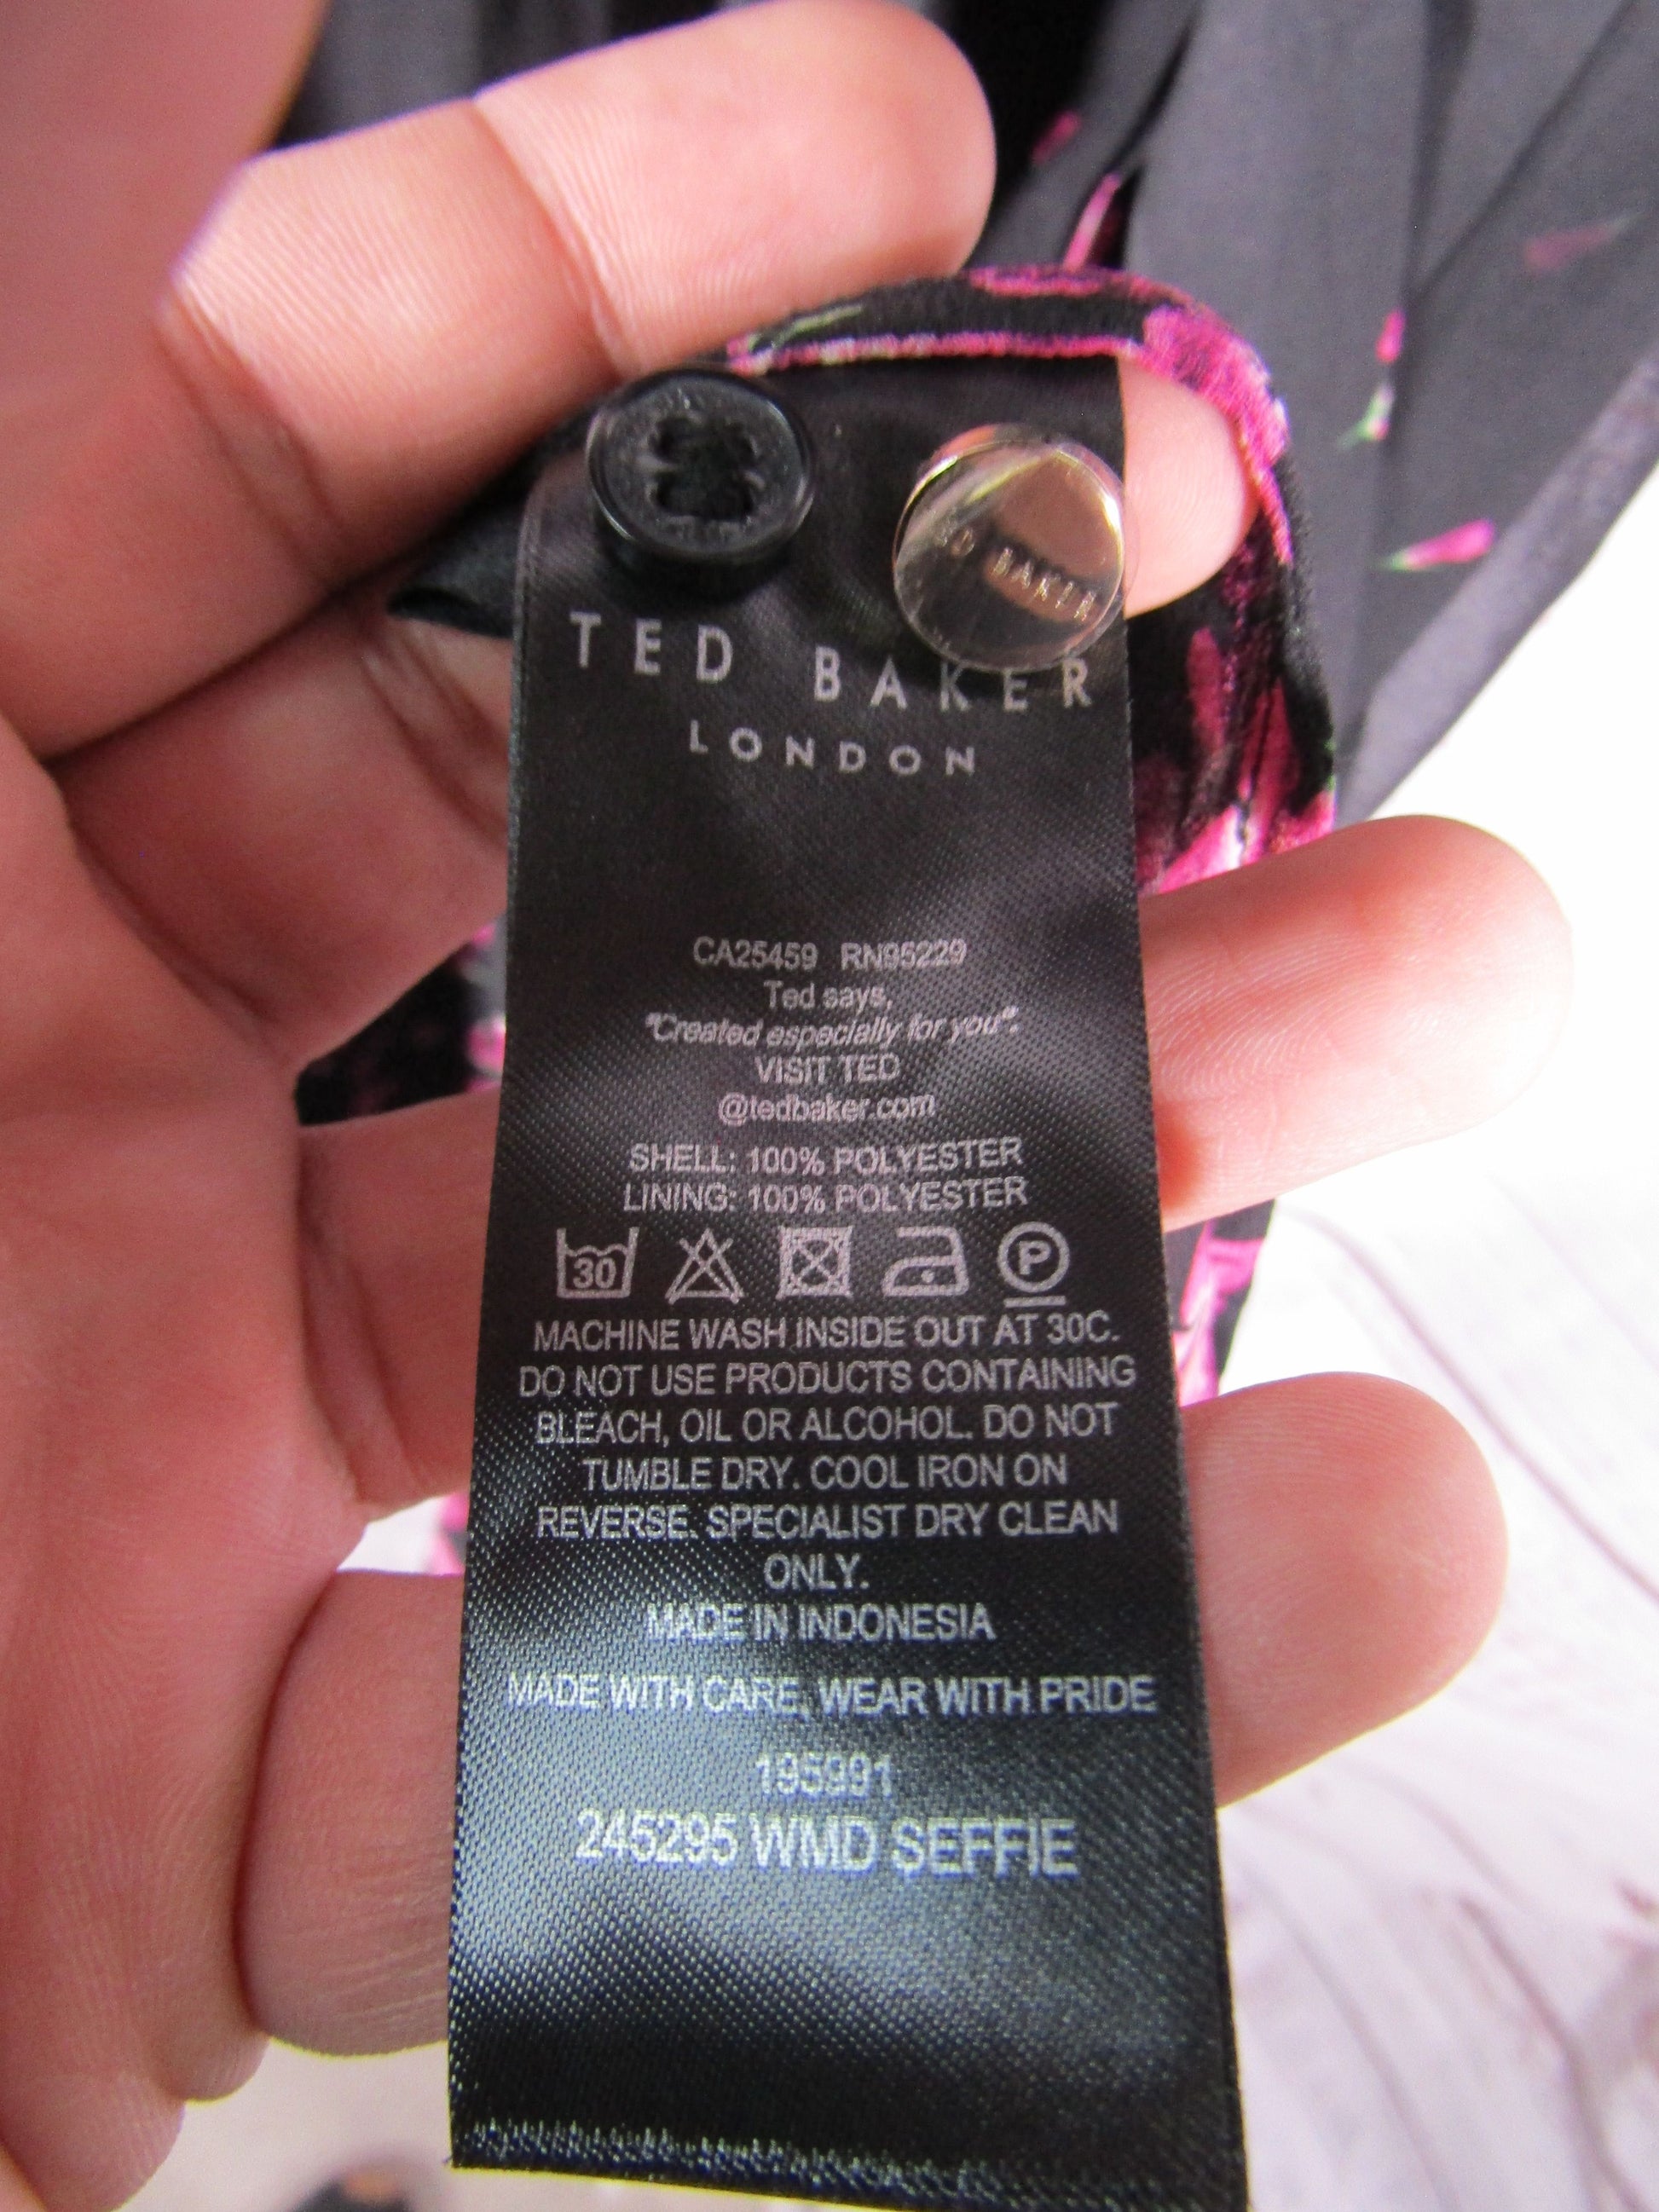 ED BAKER
TED BAKER
LONDON
CA25459 RN95229
Ted says,
"Created especially for you".
VISIT TED
@tedbaker.com
SHELL: 100% POLYESTER
LINING: 100% POLYESTER
30 P
MACHINE WASH INSIDE OUT AT 30C.
DO NOT USE PRODUCTS CONTAINING
BLEACH, OIL OR ALCOHOL. DO NOT
TUMBLE DRY. COOL IRON ON
REVERSE. SPECIALIST DRY CLEAN
ONLY.
MADE IN INDONESIA
MADE WITH CARE, WEAR WITH PRIDE
195991
245295 WMD SEFFIE